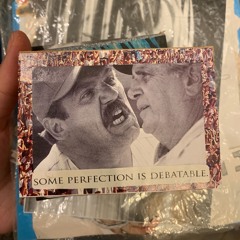 SOME PERFECTION IS DEBATABLE.